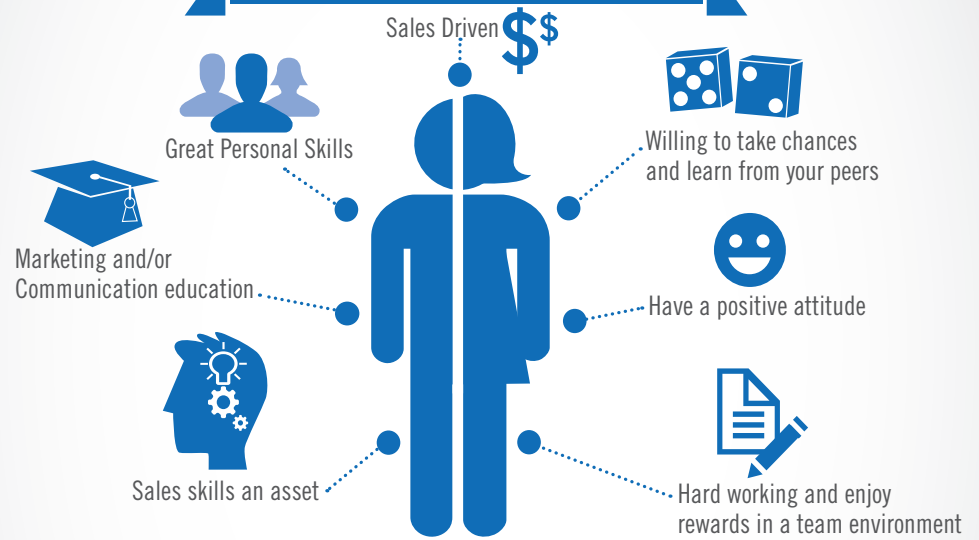 Sales Driven $$
Great Personal Skills
Willing to take chances
and learn from your peers
Marketing and/or
Communication education
Have a positive attitude
Sales skills an asset
Hard working and enjoy
rewards in a team environment